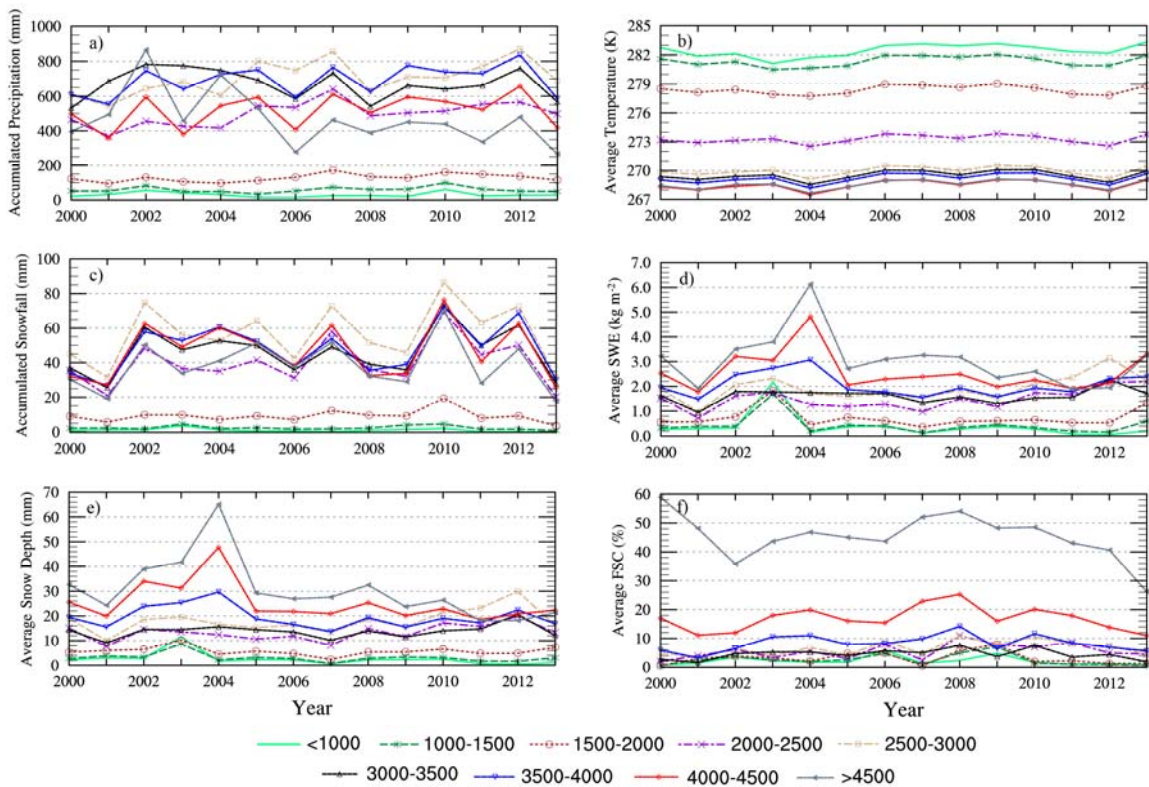 Accumulated Precipitation (mm)
1000
800
600
400
200
0
a)
2000 2002 2004 2006 2008 2010 2012
Average Temperature (K)
285
282
279
276
273
270
267
b)
2000 2002 2004 2006 2008 2010 2012
Accumulated Snowfall (mm)
100
80
60
40
20
0
c)
2000 2002 2004 2006 2008 2010 2012
Average SWE (kg m⁻²)
7.0
6.0
5.0
4.0
3.0
2.0
1.0
0.0
d)
2000 2002 2004 2006 2008 2010 2012
Average Snow Depth (mm)
70
60
50
40
30
20
10
0
e)
2000 2002 2004 2006 2008 2010 2012
Year
Average FSC (%)
60
50
40
30
20
10
0
f)
2000 2002 2004 2006 2008 2010 2012
Year
<1000 1000-1500 1500-2000 2000-2500 2500-3000
3000-3500 3500-4000 4000-4500 >4500